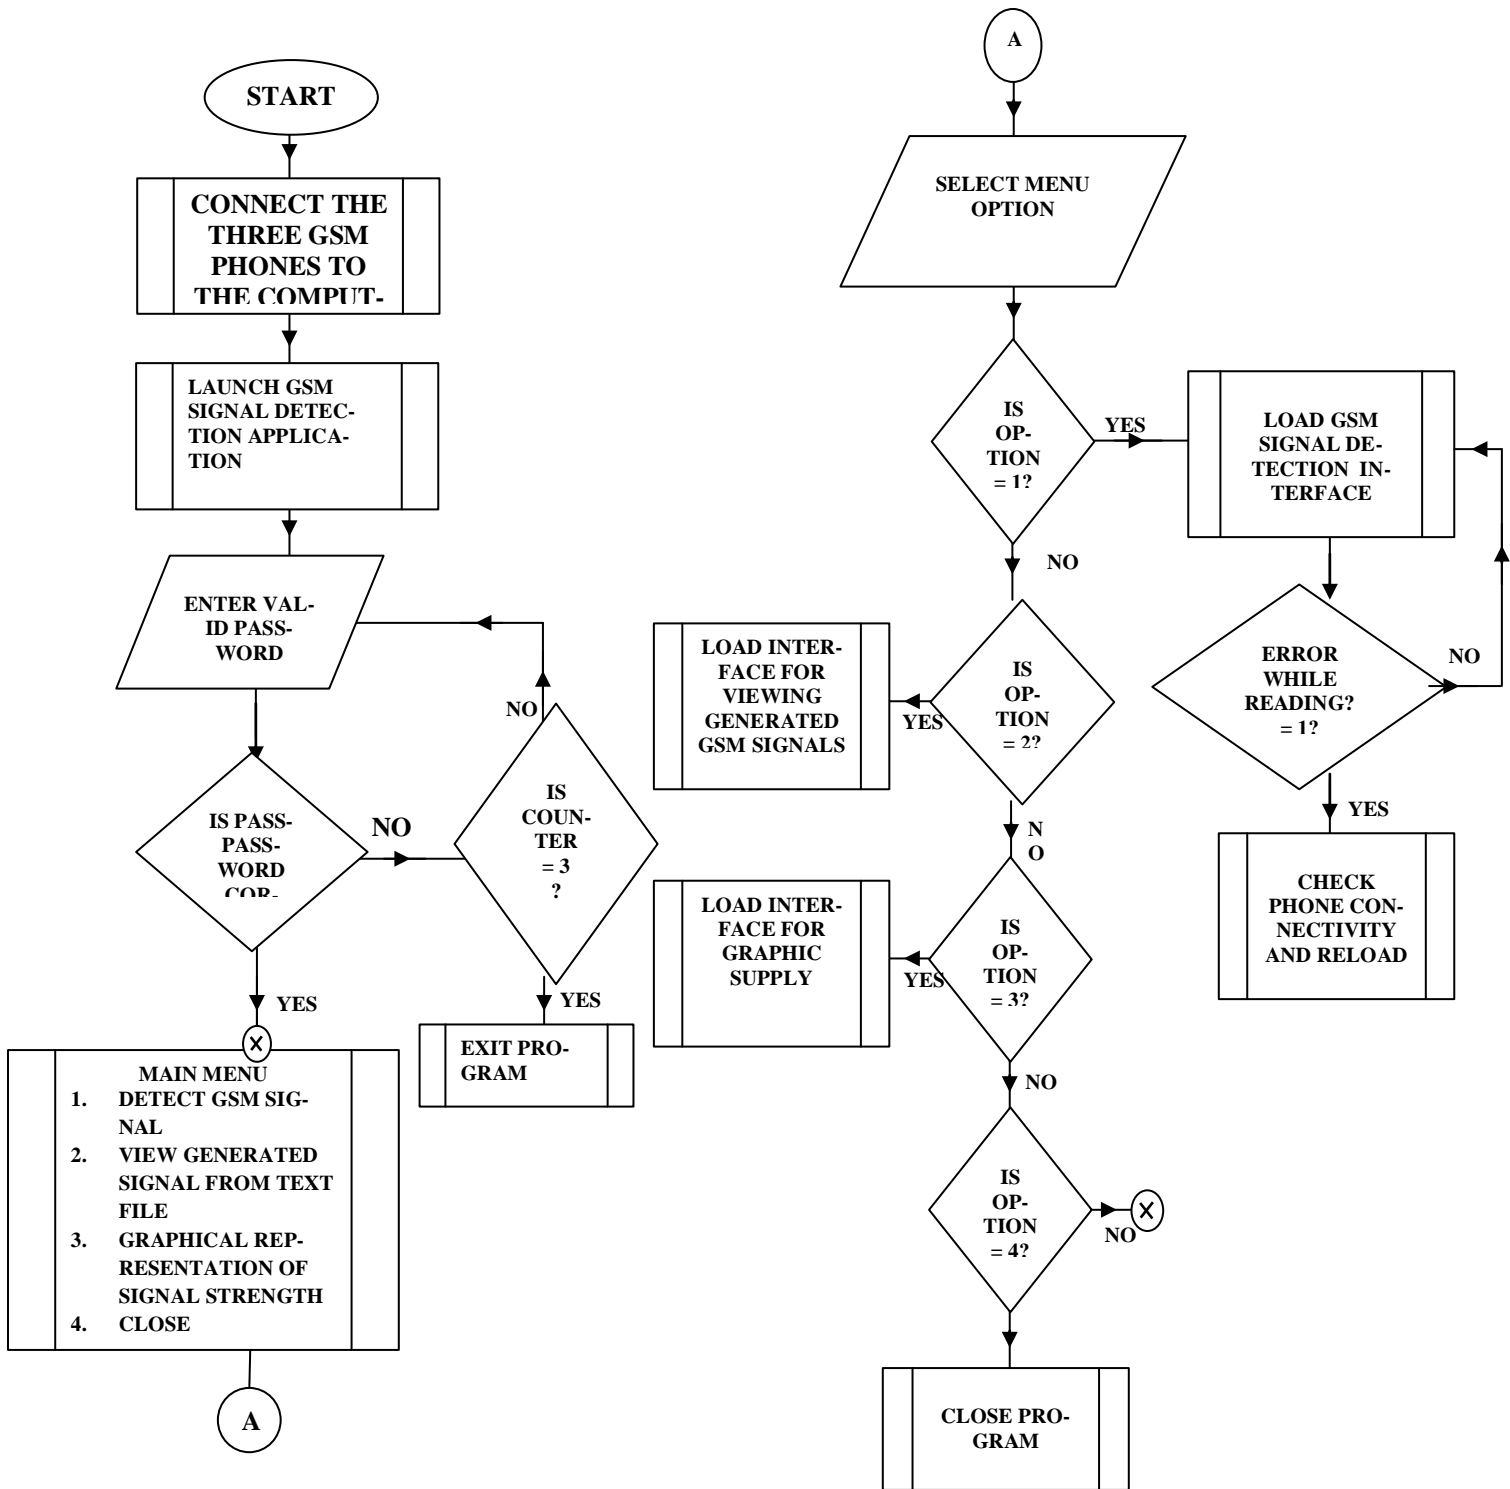 START
CONNECT THE
THREE GSM
PHONES TO
THE COMPUT-
LAUNCH GSM
SIGNAL DETEC-
TION APPLICA-
TION
ENTER VAL-
ID PASS-
WORD
IS PASS-
PASS-
WORD
COR-
NO
IS
COUN-
TER
= 3
?
NO
YES
EXIT PRO-
GRAM
YES
X
MAIN MENU
1. DETECT GSM SIG-
NAL
2. VIEW GENERATED
SIGNAL FROM TEXT
FILE
3. GRAPHICAL REP-
RESENTATION OF
SIGNAL STRENGTH
4. CLOSE
A
A
SELECT MENU
OPTION
IS
OP-
TION
= 1?
YES
LOAD GSM
SIGNAL DE-
TECTION IN-
TERFACE
NO
ERROR
WHILE
READING?
= 1?
NO
YES
CHECK
PHONE CON-
NECTIVITY
AND RELOAD
IS
OP-
TION
= 2?
YES
LOAD INTER-
FACE FOR
VIEWING
GENERATED
GSM SIGNALS
N
O
IS
OP-
TION
= 3?
YES
LOAD INTER-
FACE FOR
GRAPHIC
SUPPLY
NO
IS
OP-
TION
= 4?
NO
X
CLOSE PRO-
GRAM